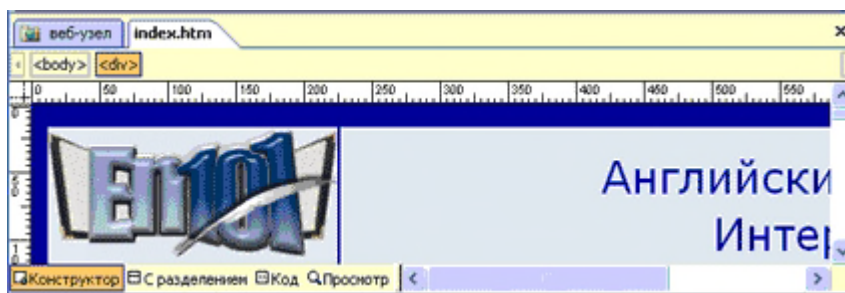 веб-узел index.htm
<body> <div>
0 50 100 150 200 250 300 350 400 450 500 550
0
En101
Английски
Интер
Конструктор С разделением Код Просмотр